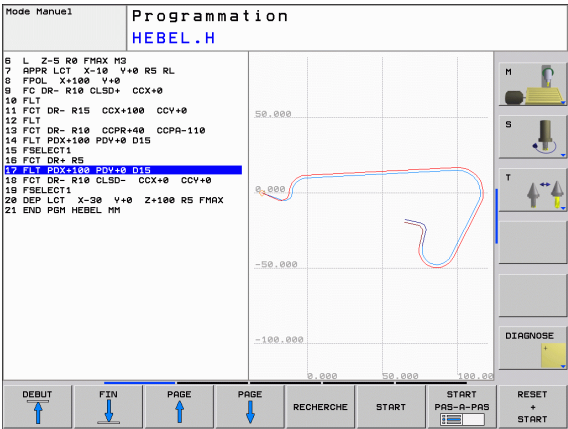 Mode Manuel
Programmation
HEBEL.H
6 L Z-5 R0 FMAX M3
7 APPR LCT X-10 Y+0 R5 RL
8 FPOL X+100 Y+0
9 FC DR- R10 CLSD+ CCX+0
10 FLT
11 FCT DR- R15 CCX+100 CCY+0
12 FLT
13 FCT DR- R10 CCPR+40 CCPA-110
14 FLT PDX+100 PDY+0 D15
15 FSELECT1
16 FCT DR+ R5
17 FLT PDX+100 PDY+0 D15
18 FCT DR- R10 CLSD- CCX+0 CCY+0
19 FSELECT1
20 DEP LCT X-30 Y+0 Z+100 R5 FMAX
21 END PGM HEBEL MM
50.000
0.000
-50.000
-100.000
0.000
50.000
100.00
M
S
T
DIAGNOSE
DEBUT
FIN
PAGE
PAGE
RECHERCHE
START
START
PAS-A-PAS
RESET
+
START